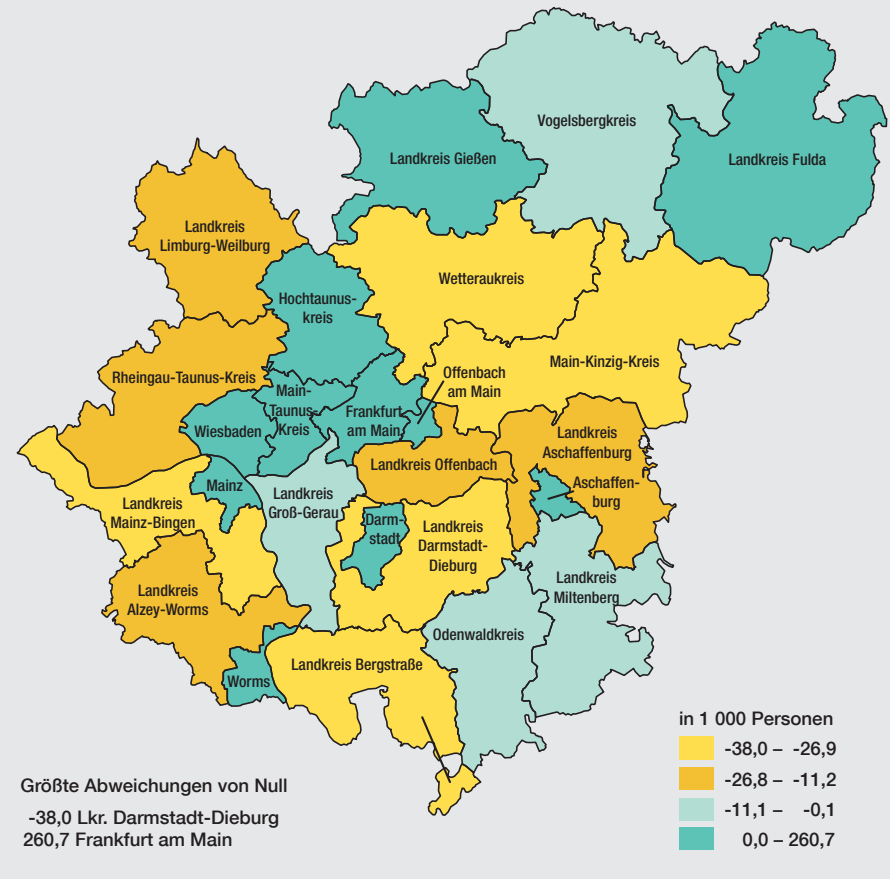 Vogelsbergkreis
Landkreis Gießen
Landkreis Fulda
Landkreis
Limburg-Weilburg
Wetteraukreis
Hochtaunus-
kreis
Main-Kinzig-Kreis
Offenbach
am Main
Rheingau-Taunus-Kreis
Main-
Taunus-
Kreis
Frankfurt
am Main
Wiesbaden
Landkreis
Aschaffenburg
Landkreis Offenbach
Aschaffen-
burg
Mainz
Landkreis
Groß-Gerau
Landkreis
Mainz-Bingen
Darm-
stadt
Landkreis
Darmstadt-
Dieburg
Landkreis
Miltenberg
Landkreis
Alzey-Worms
Odenwaldkreis
Landkreis Bergstraße
Worms
in 1 000 Personen
-38,0 – -26,9
-26,8 – -11,2
-11,1 – -0,1
0,0 – 260,7
Größte Abweichungen von Null
-38,0 Lkr. Darmstadt-Dieburg
260,7 Frankfurt am Main